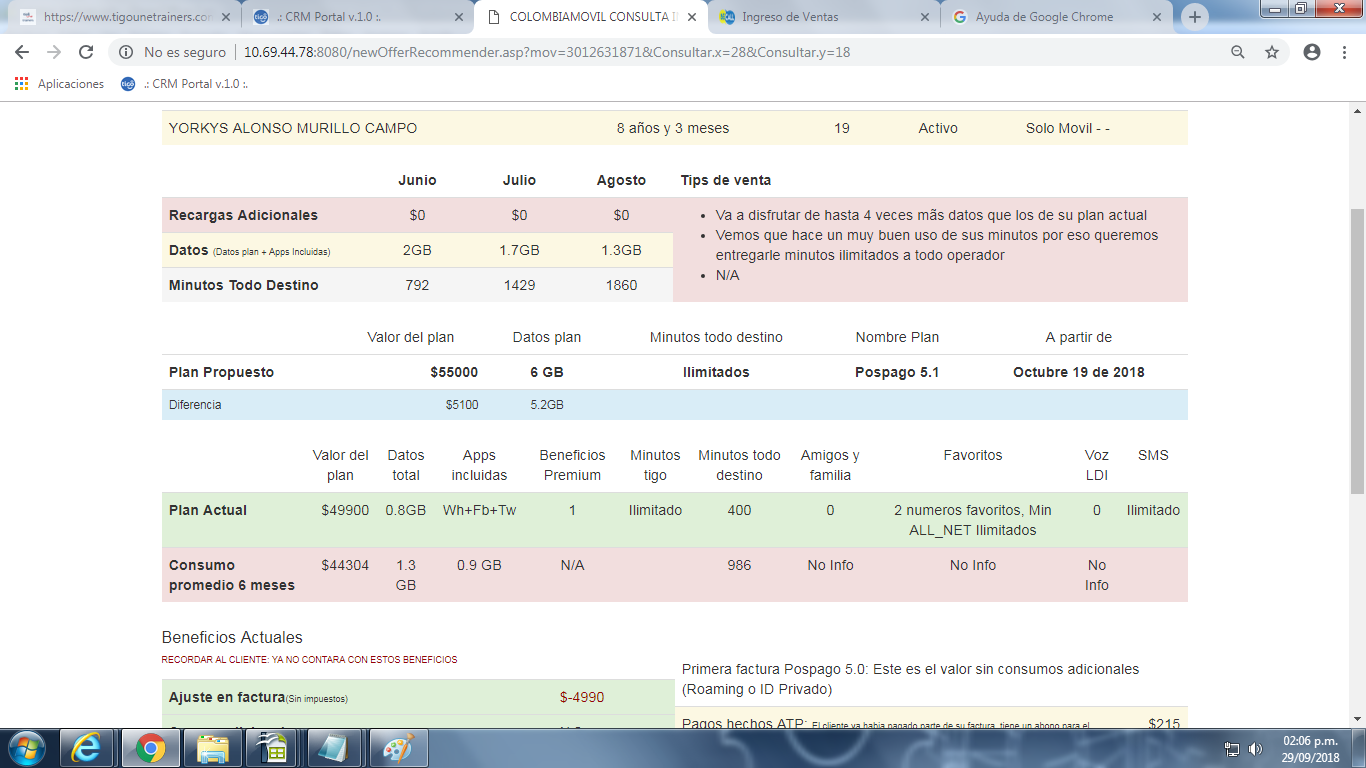 https://www.tigounetrainers.con
.: CRM Portal v.1.0 :.
COLOMBIAMOVIL CONSULTA II
Ingreso de Ventas
Ayuda de Google Chrome
No es seguro
10.69.44.78:8080/newOfferRecommender.asp?mov=3012631871&Consultar.x=28&Consultar.y=18
Aplicaciones
.: CRM Portal v.1.0 :.
YORKYS ALONSO MURILLO CAMPO 8 años y 3 meses 19 Activo Solo Movil - -
Junio Julio Agosto Tips de venta
Recargas Adicionales $0 $0 $0
Datos (Datos plan + Apps Incluidas) 2GB 1.7GB 1.3GB
Minutos Todo Destino 792 1429 1860
• Va a disfrutar de hasta 4 veces mãs datos que los de su plan actual
• Vemos que hace un muy buen uso de sus minutos por eso queremos
entregarle minutos ilimitados a todo operador
• N/A
Valor del plan Datos plan Minutos todo destino Nombre Plan A partir de
Plan Propuesto $55000 6 GB Ilimitados Pospago 5.1 Octubre 19 de 2018
Diferencia $5100 5.2GB
Valor del Datos Apps Beneficios Minutos Minutos todo Amigos y Favoritos Voz SMS
plan total incluidas Premium tigo destino familia LDI
Plan Actual $49900 0.8GB Wh+Fb+Tw 1 Ilimitado 400 0 2 numeros favoritos, Min 0 Ilimitado
ALL_NET Ilimitados
Consumo $44304 1.3 0.9 GB N/A 986 No Info No Info No
promedio 6 meses GB Info
Beneficios Actuales
RECORDAR AL CLIENTE: YA NO CONTARA CON ESTOS BENEFICIOS
Ajuste en factura(Sin impuestos) $-4990
Primera factura Pospago 5.0: Este es el valor sin consumos adicionales
(Roaming o ID Privado)
Pagos hechos ATP: El cliente ya había pagado parte de su factura, tiene un abono para el $215
02:06 p.m.
29/09/2018